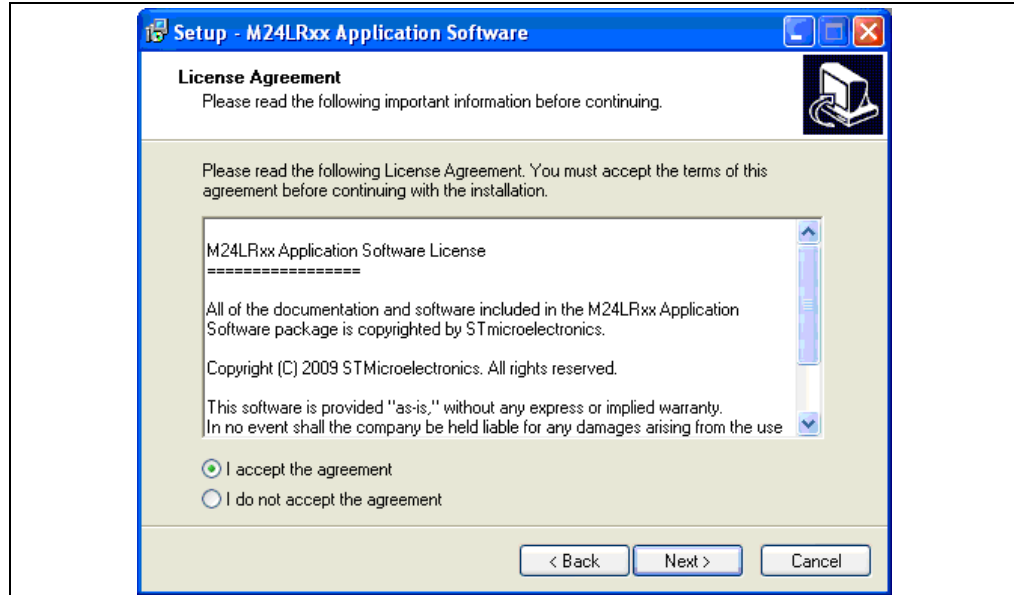 Setup - M24LRxx Application Software
License Agreement
Please read the following important information before continuing.
Please read the following License Agreement. You must accept the terms of this
agreement before continuing with the installation.
M24LRxx Application Software License
=================
All of the documentation and software included in the M24LRxx Application
Software package is copyrighted by STmicroelectronics.
Copyright (C) 2009 STMicroelectronics. All rights reserved.
This software is provided "as-is," without any express or implied warranty.
In no event shall the company be held liable for any damages arising from the use
I accept the agreement
I do not accept the agreement
< Back Next > Cancel